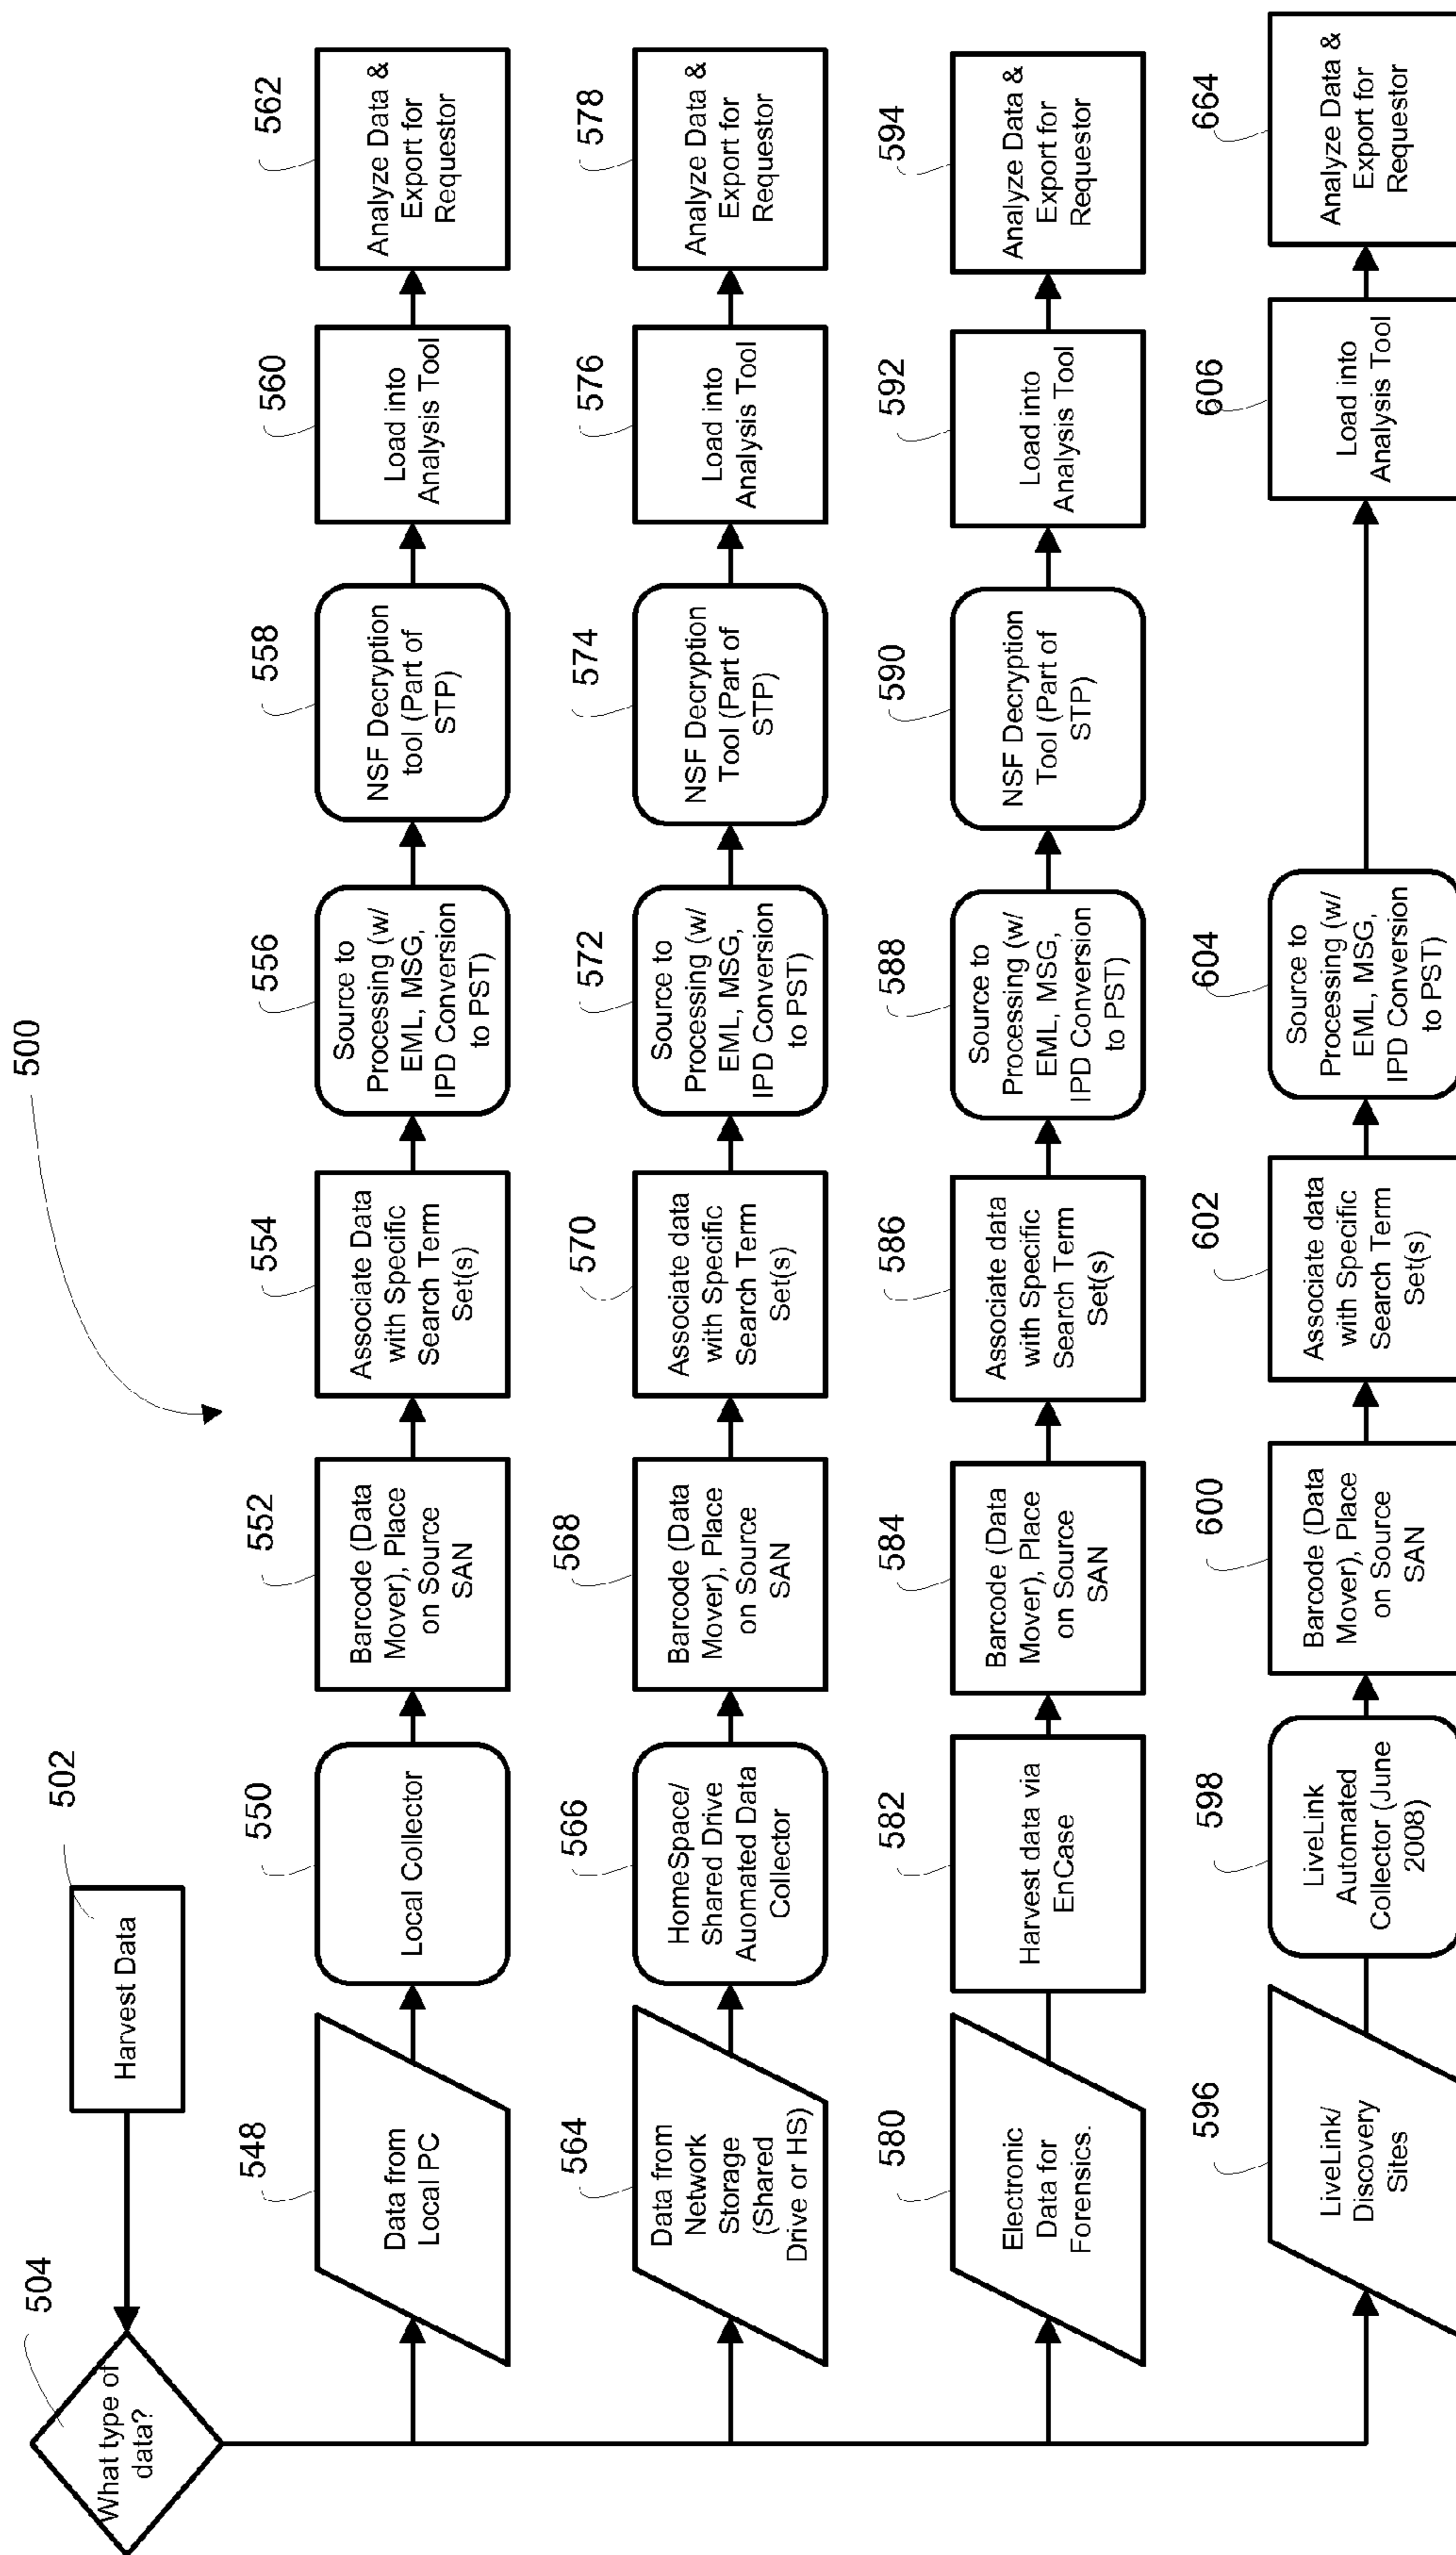 500
502
Harvest Data
504
What type of
data?
548
Data from
Local PC
550
Local Collector
552
Barcode (Data
Mover), Place
on Source
SAN
554
Associate Data
with Specific
Search Term
Set(s)
556
Source to
Processing (w/
EML, MSG,
IPD Conversion
to PST)
558
NSF Decryption
tool (Part of
STP)
560
Load into
Analysis Tool
562
Analyze Data &
Export for
Requestor
564
Data from
Network
Storage
(Shared
Drive or HS)
566
HomeSpace/
Shared Drive
Auomated Data
Collector
568
Barcode (Data
Mover), Place
on Source
SAN
570
Associate data
with Specific
Search Term
Set(s)
572
Source to
Processing (w/
EML, MSG,
IPD Conversion
to PST)
574
NSF Decryption
Tool (Part of
STP)
576
Load into
Analysis Tool
578
Analyze Data &
Export for
Requestor
580
Electronic
Data for
Forensics.
582
Harvest data via
EnCase
584
Barcode (Data
Mover), Place
on Source
SAN
586
Associate data
with Specific
Search Term
Set(s)
588
Source to
Processing (w/
EML, MSG,
IPD Conversion
to PST)
590
NSF Decryption
Tool (Part of
STP)
592
Load into
Analysis Tool
594
Analyze Data &
Export for
Requestor
596
LiveLink/
Discovery
Sites
598
LiveLink
Automated
Collector (June
2008)
600
Barcode (Data
Mover), Place
on Source
SAN
602
Associate data
with Specific
Search Term
Set(s)
604
Source to
Processing (w/
EML, MSG,
IPD Conversion
to PST)
606
Load into
Analysis Tool
664
Analyze Data &
Export for
Requestor